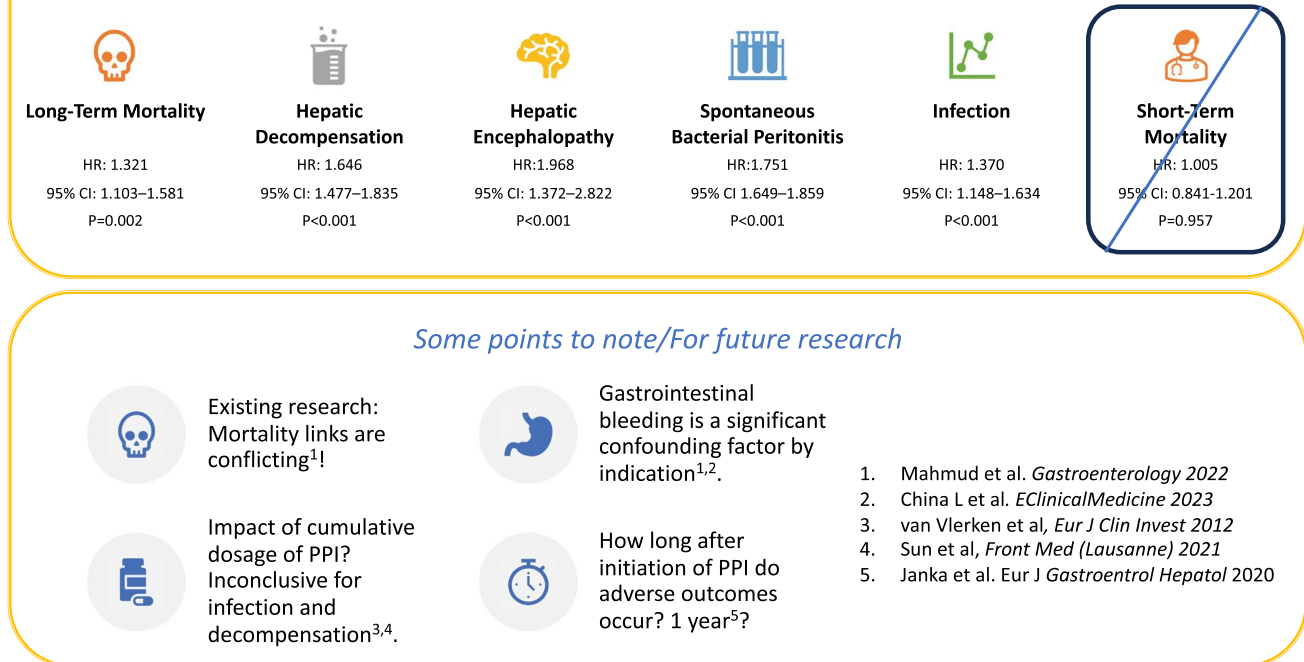 Long-Term Mortality
HR: 1.321
95% CI: 1.103–1.581
P=0.002
Hepatic
Decompensation
HR: 1.646
95% CI: 1.477–1.835
P<0.001
Hepatic
Encephalopathy
HR:1.968
95% CI: 1.372–2.822
P<0.001
Spontaneous
Bacterial Peritonitis
HR:1.751
95% CI 1.649–1.859
P<0.001
Infection
HR: 1.370
95% CI: 1.148–1.634
P<0.001
Short-Term
Mortality
HR: 1.005
95% CI: 0.841-1.201
P=0.957
Some points to note/For future research
Existing research:
Mortality links are
conflicting¹!
Gastrointestinal
bleeding is a significant
confounding factor by
indication¹,².
Impact of cumulative
dosage of PPI?
Inconclusive for
infection and
decompensation³,⁴.
How long after
initiation of PPI do
adverse outcomes
occur? 1 year⁵?
1. Mahmud et al. Gastroenterology 2022
2. China L et al. EClinicalMedicine 2023
3. van Vlerken et al, Eur J Clin Invest 2012
4. Sun et al, Front Med (Lausanne) 2021
5. Janka et al. Eur J Gastroentrol Hepatol 2020